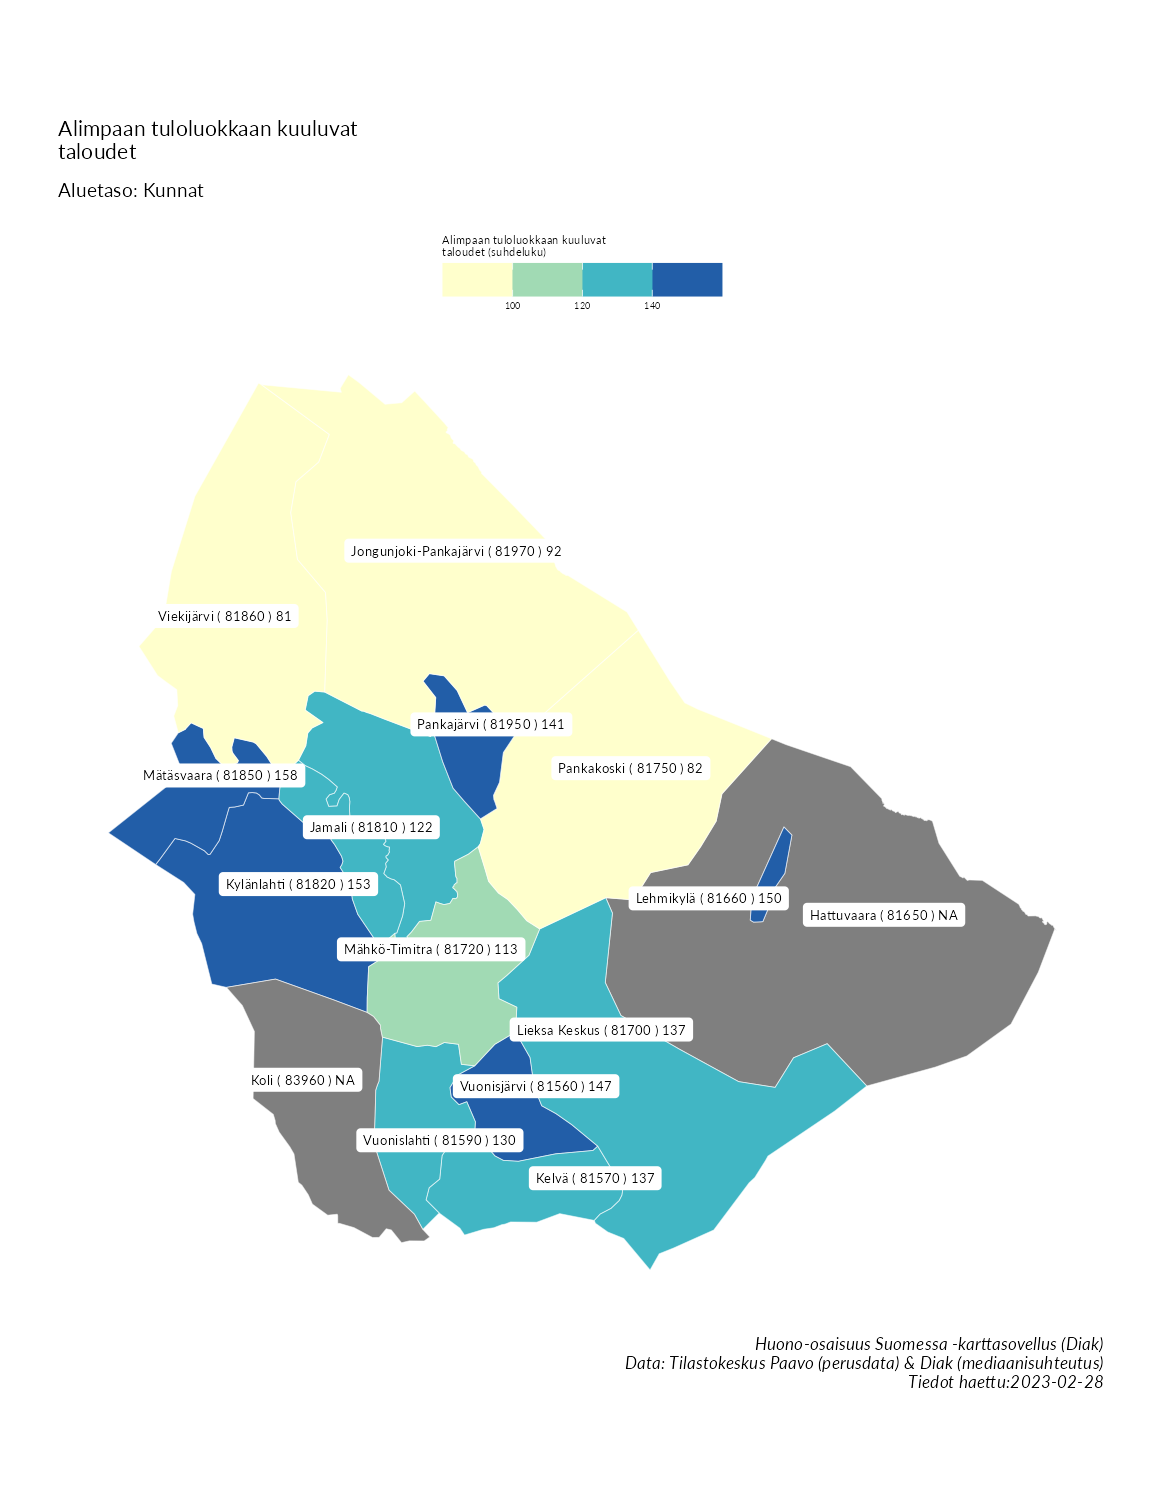 Alimpaan tuloluokkaan kuuluvat
taloudet
Aluetaso: Kunnat
Alimpaan tuloluokkaan kuuluvat
taloudet (suhdeluku)
100 120 140
Jongunjoki-Pankajärvi ( 81970 ) 92
Viekijärvi ( 81860 ) 81
Pankajärvi ( 81950 ) 141
Pankakoski ( 81750 ) 82
Mätäsvaara ( 81850 ) 158
Jamali ( 81810 ) 122
Kylänlahti ( 81820 ) 153
Lehmikylä ( 81660 ) 150
Hattuvaara ( 81650 ) NA
Mähkö-Timitra ( 81720 ) 113
Lieksa Keskus ( 81700 ) 137
Koli ( 83960 ) NA
Vuonisjärvi ( 81560 ) 147
Vuonislahti ( 81590 ) 130
Kelvä ( 81570 ) 137
Huono-osaisuus Suomessa -karttasovellus (Diak)
Data: Tilastokeskus Paavo (perusdata) & Diak (mediaanisuhteutus)
Tiedot haettu:2023-02-28